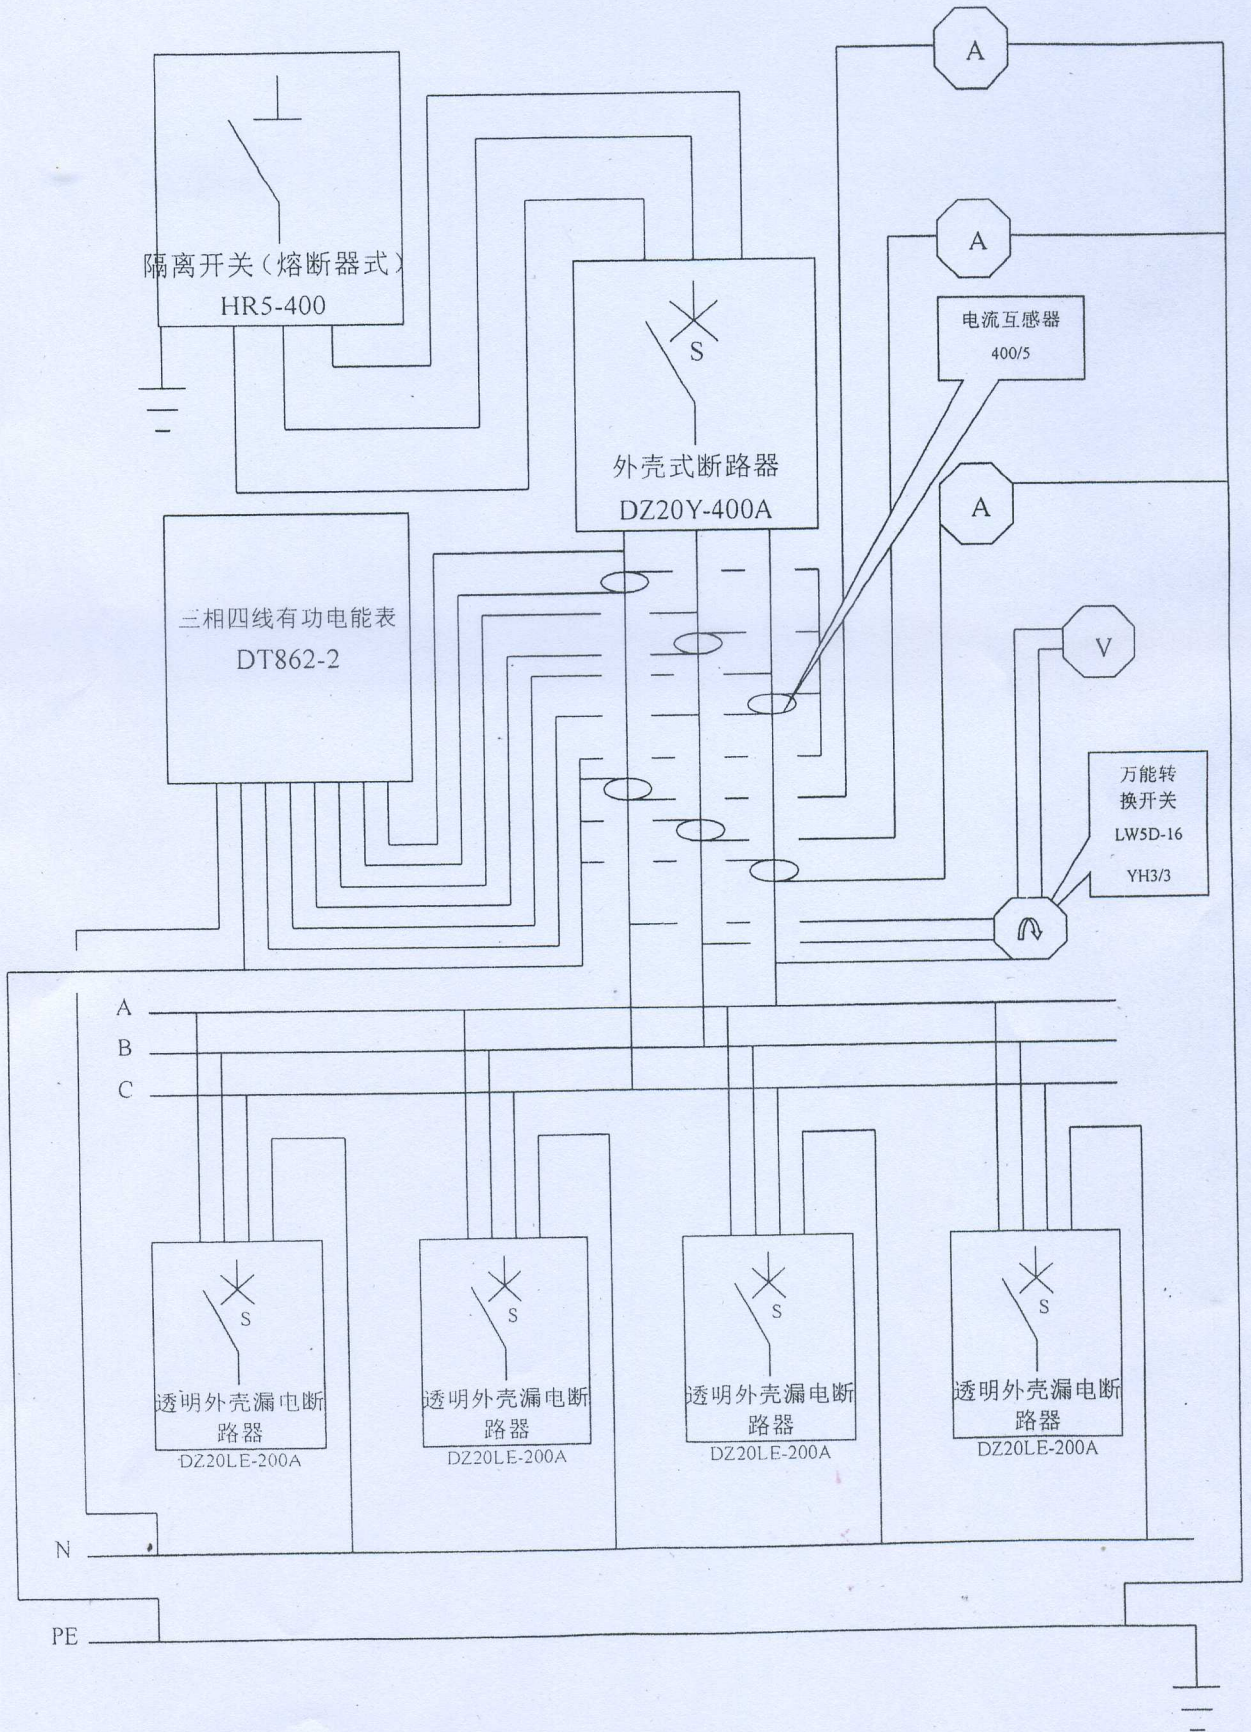 A
隔离开关（熔断器式）
HR5-400
A
电流互感器
400/5
S
外壳式断路器
DZ20Y-400A
A
三相四线有功电能表
DT862-2
V
万能转
换开关
LW5D-16
YH3/3
A
B
C
S
透明外壳漏电断
路器
DZ20LE-200A
S
透明外壳漏电断
路器
DZ20LE-200A
S
透明外壳漏电断
路器
DZ20LE-200A
S
透明外壳漏电断
路器
DZ20LE-200A
N
PE